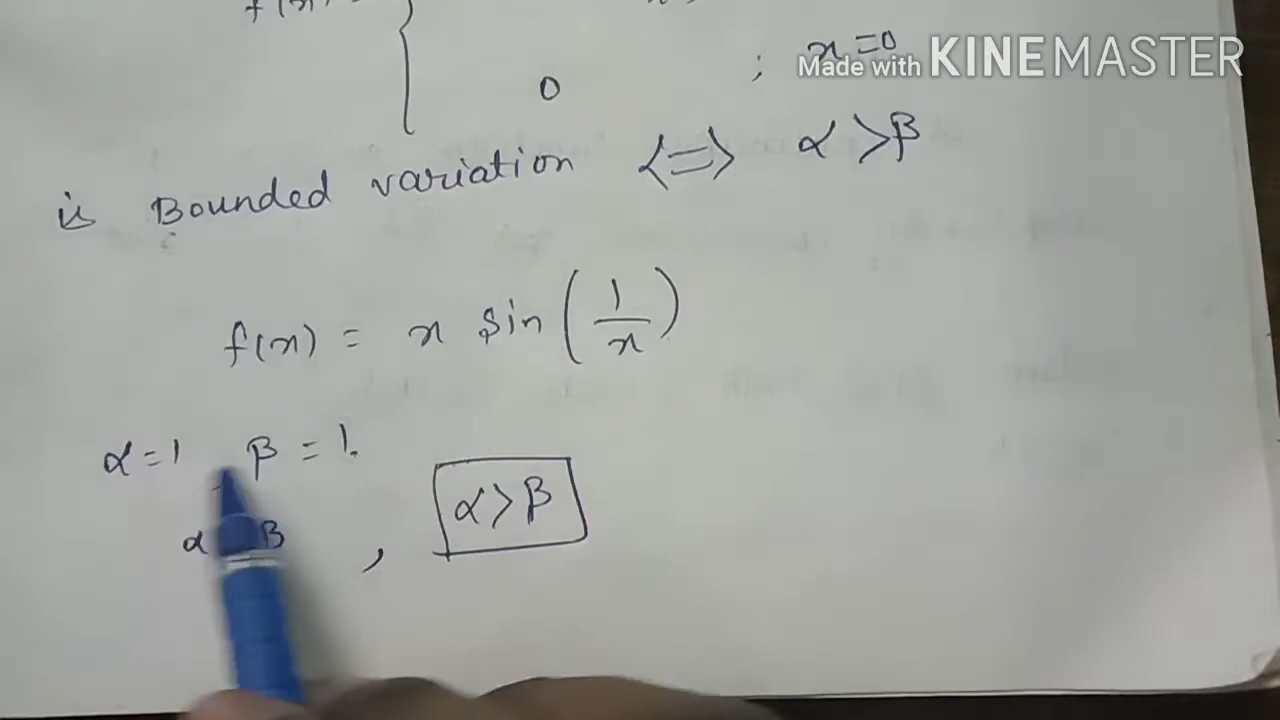 f(x) =
; x = 0
Made with KINEMASTER
0
is Bounded variation <=> α > β
f(x) = x sin(1/x)
α = 1 , β = 1.
α β , α > β